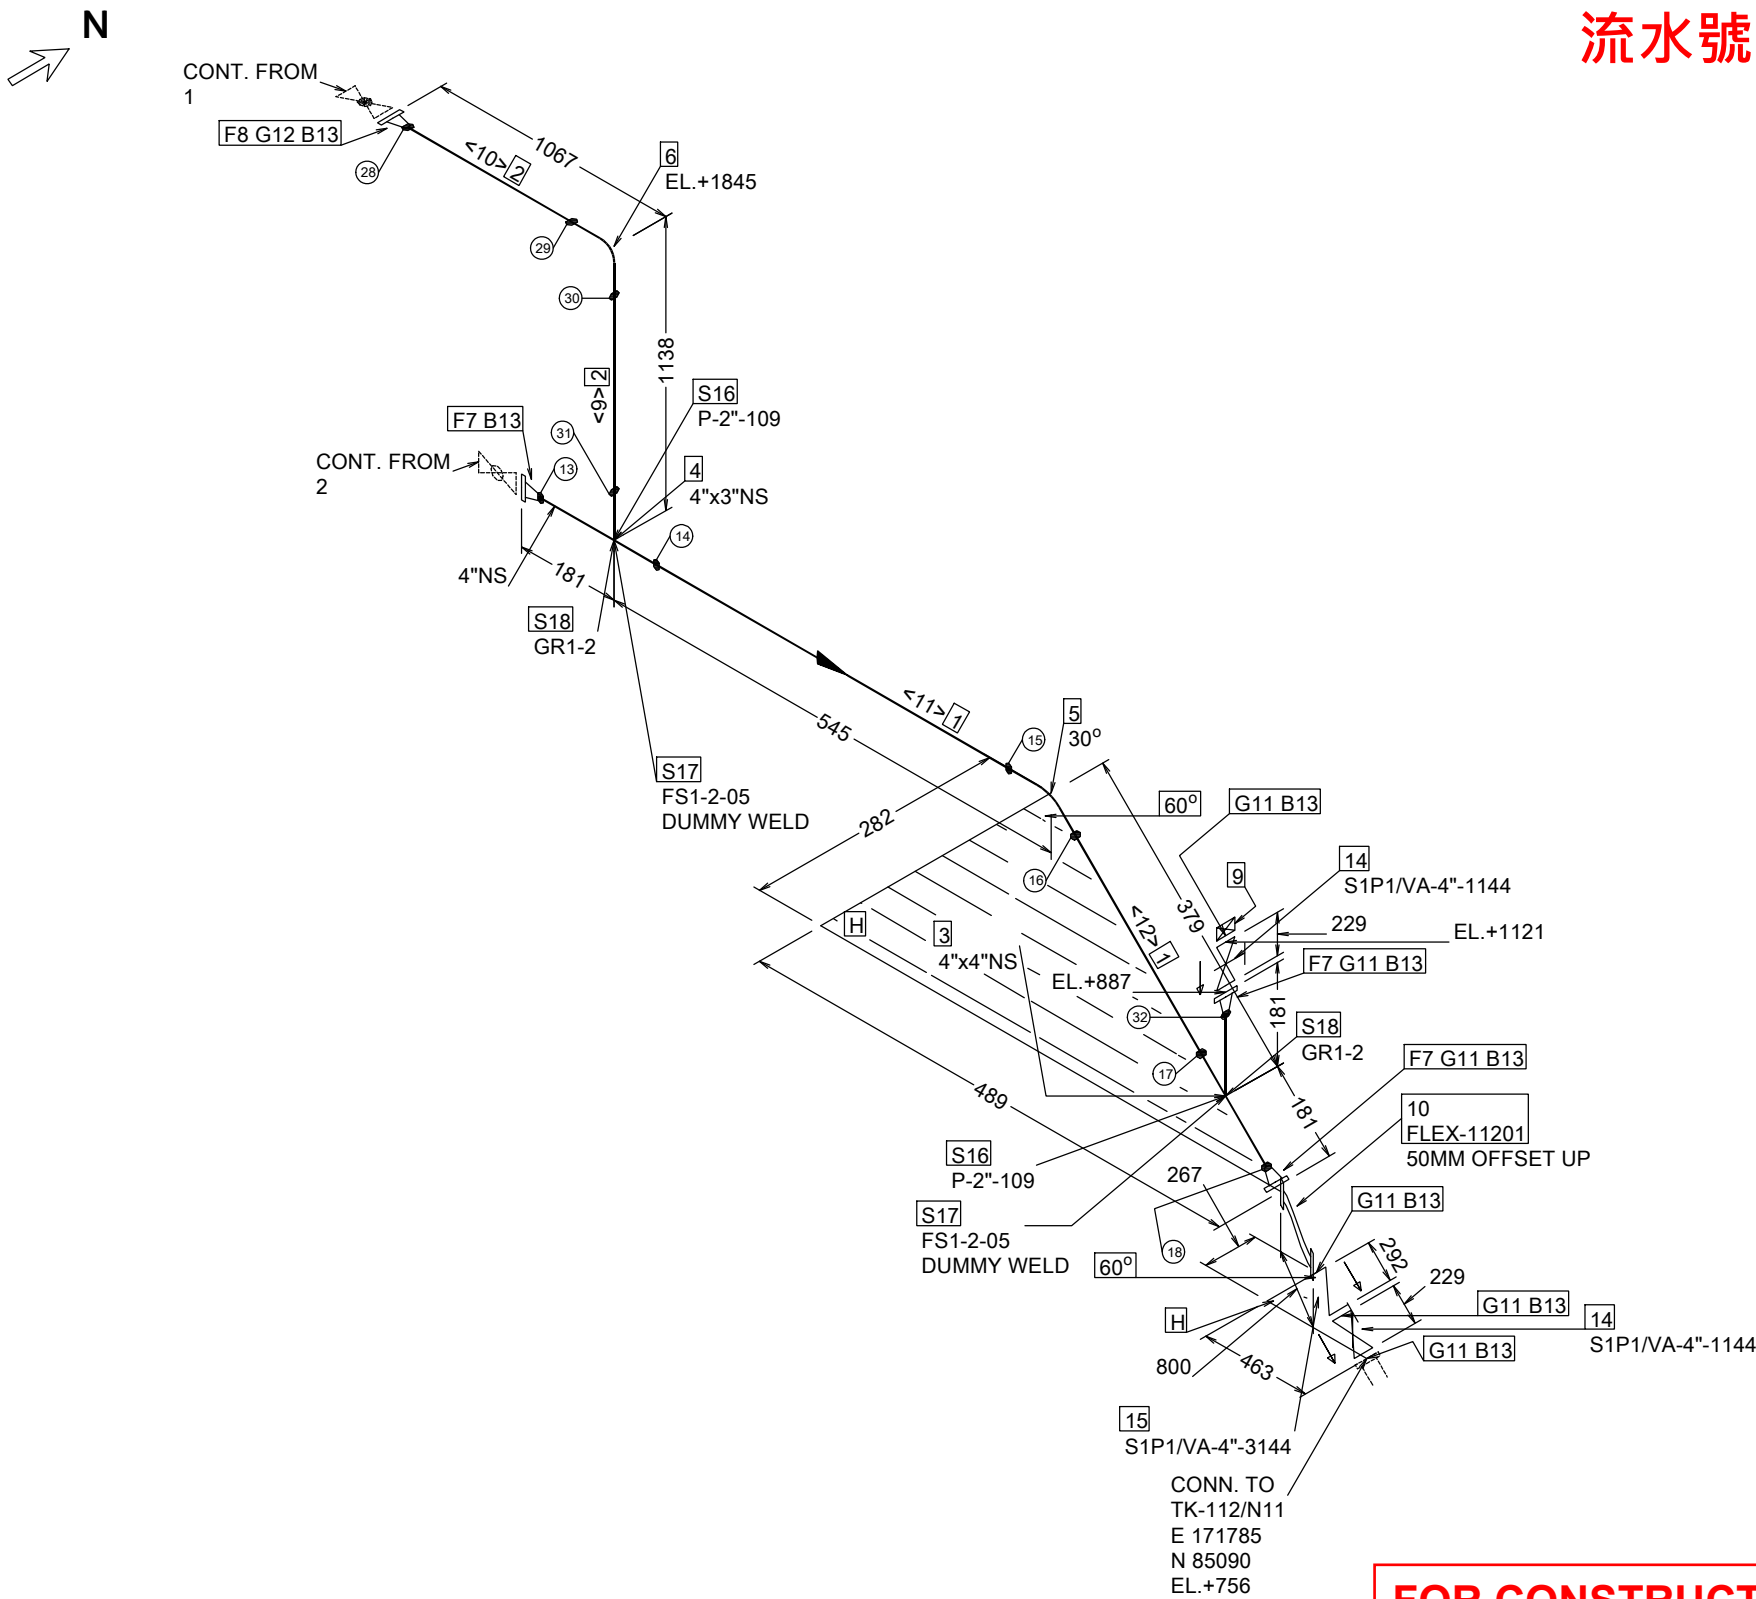 N
流水號
CONT. FROM
1
F8 G12 B13
28
<10> 2
1067
6
EL.+1845
29
30
1138
<9> 2
S16
P-2"-109
F7 B13
31
13
CONT. FROM
2
4
4"x3"NS
14
4"NS
181
S18
GR1-2
<11> 1
545
5
30°
15
S17
FS1-2-05
DUMMY WELD
282
60°
G11 B13
16
14
S1P1/VA-4"-1144
9
379
<12> 1
229
EL.+1121
H
3
4"x4"NS
F7 G11 B13
EL.+887
32
181
S18
GR1-2
17
F7 G11 B13
489
181
10
FLEX-11201
50MM OFFSET UP
S16
P-2"-109
267
G11 B13
S17
FS1-2-05
DUMMY WELD
18
60°
292
229
G11 B13
14
S1P1/VA-4"-1144
H
G11 B13
800
463
15
S1P1/VA-4"-3144
CONN. TO
TK-112/N11
E 171785
N 85090
EL.+756
FOR CONSTRUCT